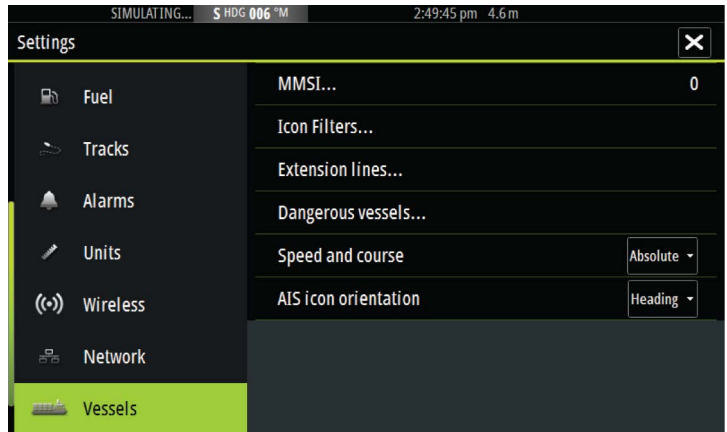 SIMULATING... S HDG 006 °M 2:49:45 pm 4.6 m
Settings
Fuel
Tracks
Alarms
Units
Wireless
Network
Vessels
MMSI... 0
Icon Filters...
Extension lines...
Dangerous vessels...
Speed and course Absolute
AIS icon orientation Heading